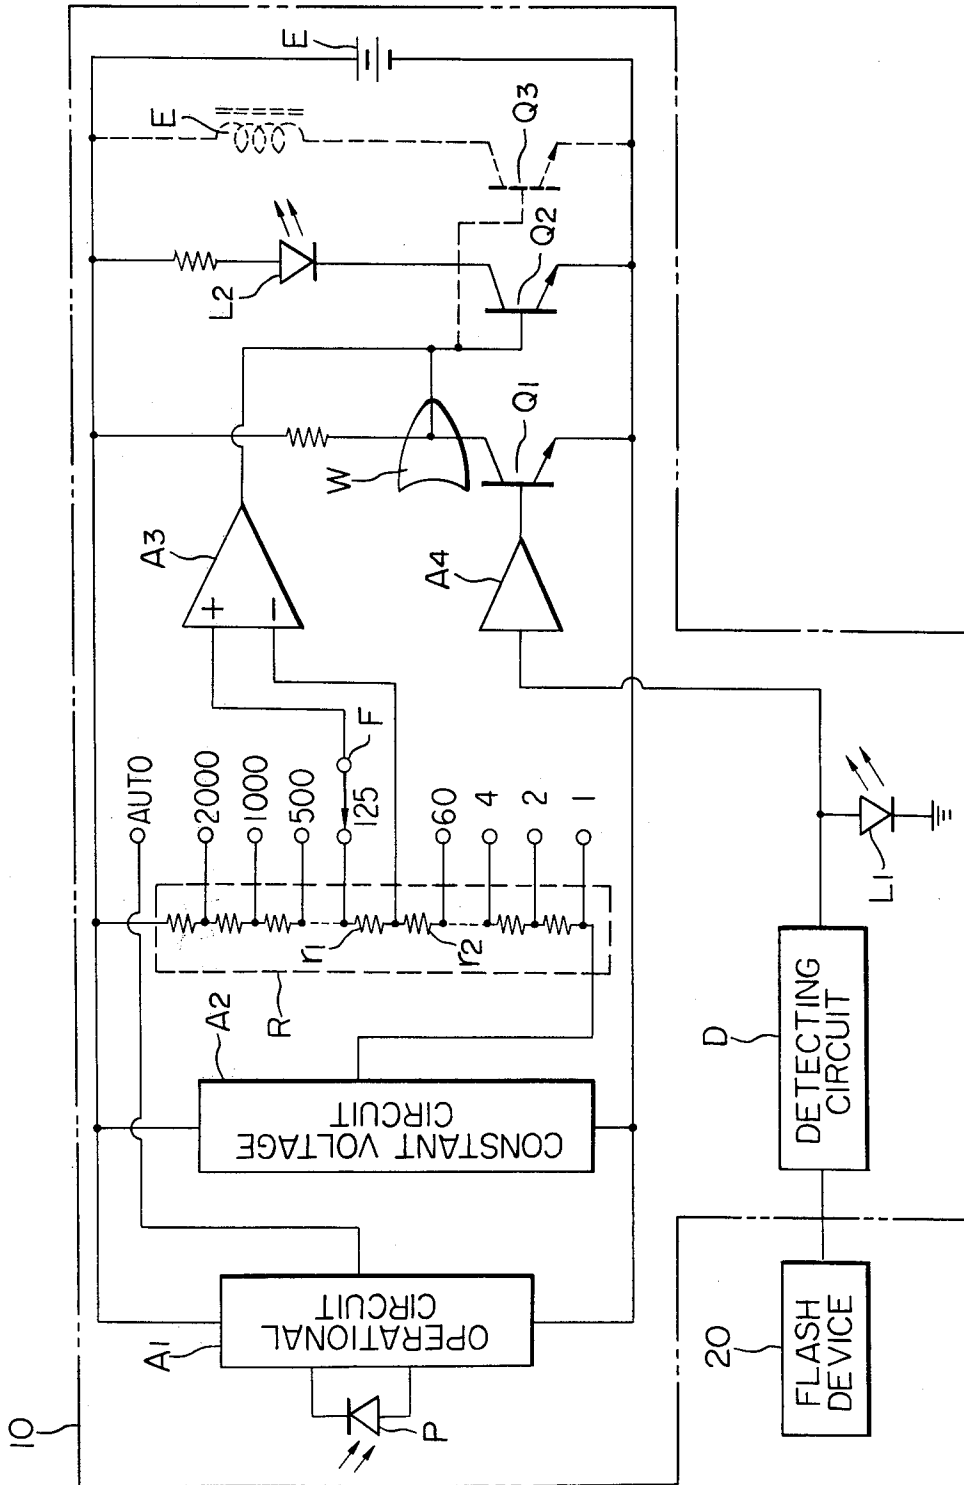 10
E
E
Q3
Q2
L2
Q1
W
A3
+
−
A4
F
AUTO
2000
1000
500
125
60
4
2
1
r1
r2
R
A2
CONSTANT VOLTAGE
CIRCUIT
A1
OPERATIONAL
CIRCUIT
P
L1
D
DETECTING
CIRCUIT
20
FLASH
DEVICE